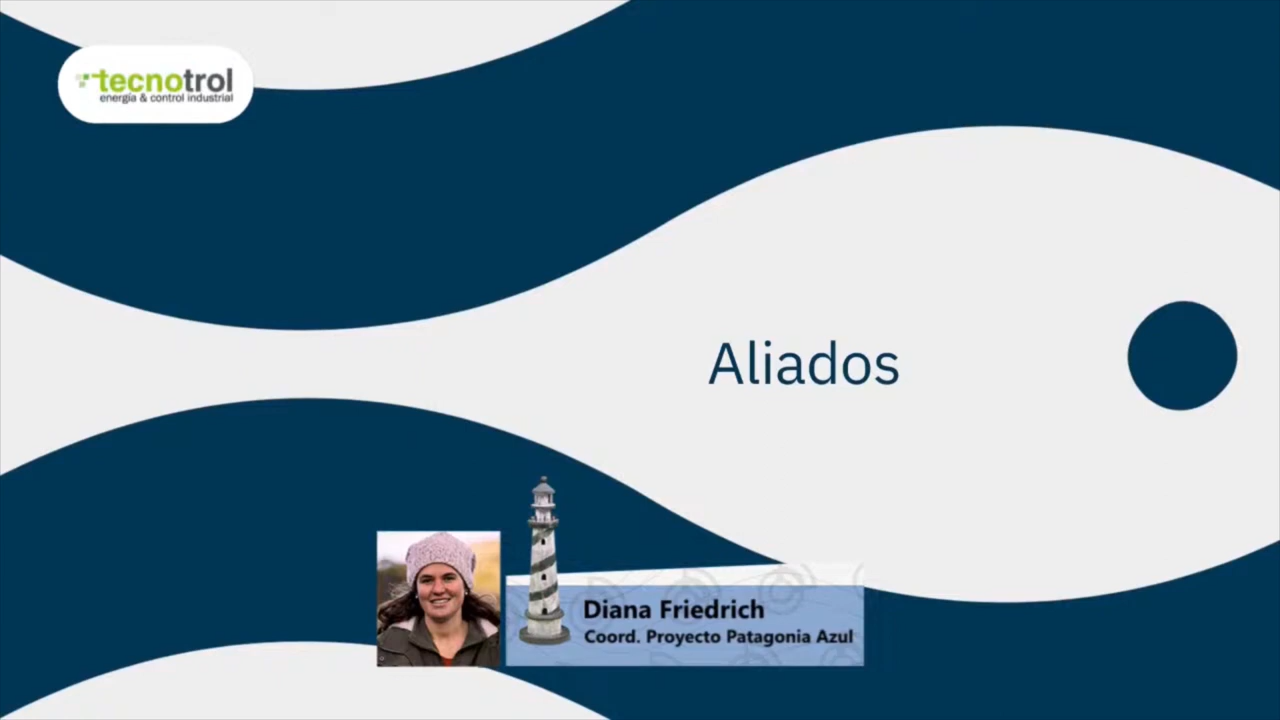 tecnotrol
energía & control industrial
Aliados
Diana Friedrich
Coord. Proyecto Patagonia Azul